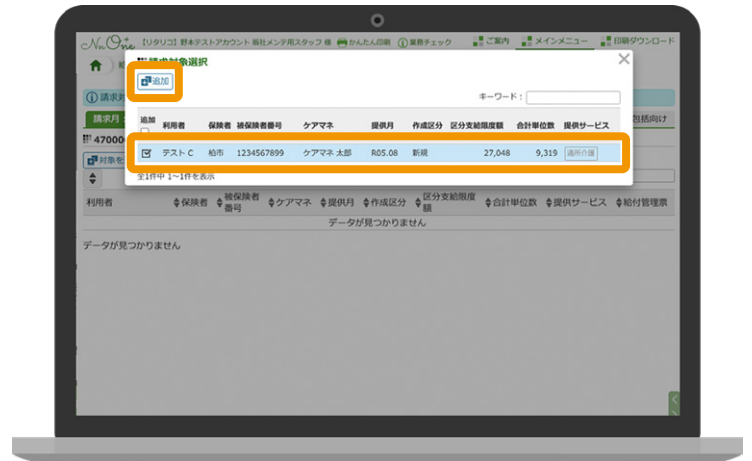 NuOne 【リタリコ】野本テストアカウント 弊社メンテ用スタッフ 様 かんたん印刷 業務チェック ご案内 メインメニュー 印刷ダウンロード
請求対象選択 ×
追加
キーワード：
請求月 包括向け
47000
追加 利用者 保険者 被保険者番号 ケアマネ 提供月 作成区分 区分支給限度額 合計単位数 提供サービス
テスト C 柏市 1234567899 ケアマネ 太郎 R05.08 新規 27,048 9,319 通所介護
対象を
全1件中 1~1件を表示
利用者 保険者 被保険者番号 ケアマネ 提供月 作成区分 区分支給限度額 合計単位数 提供サービス 給付管理票
データが見つかりません
データが見つかりません